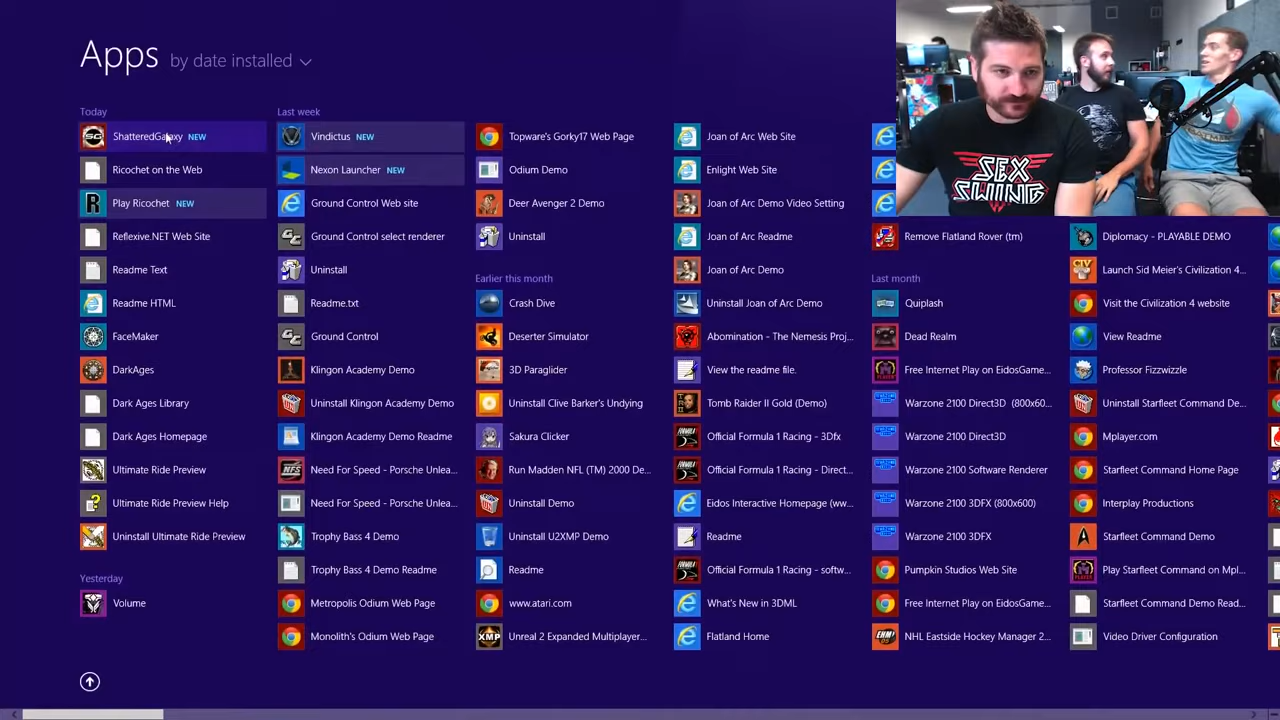 Apps by date installed
Today
ShatteredGalaxy NEW
Ricochet on the Web
Play Ricochet NEW
Reflexive.NET Web Site
Readme Text
Readme HTML
FaceMaker
DarkAges
Dark Ages Library
Dark Ages Homepage
Ultimate Ride Preview
Ultimate Ride Preview Help
Uninstall Ultimate Ride Preview
Yesterday
Volume
Last week
Vindictus NEW
Nexon Launcher NEW
Ground Control Web site
Ground Control select renderer
Uninstall
Readme.txt
Ground Control
Klingon Academy Demo
Uninstall Klingon Academy Demo
Klingon Academy Demo Readme
Need For Speed - Porsche Unlea...
Need For Speed - Porsche Unlea...
Trophy Bass 4 Demo
Trophy Bass 4 Demo Readme
Metropolis Odium Web Page
Monolith's Odium Web Page
Topware's Gorky17 Web Page
Odium Demo
Deer Avenger 2 Demo
Uninstall
Earlier this month
Crash Dive
Deserter Simulator
3D Paraglider
Uninstall Clive Barker's Undying
Sakura Clicker
Run Madden NFL (TM) 2000 De...
Uninstall Demo
Uninstall U2XMP Demo
Readme
www.atari.com
Unreal 2 Expanded Multiplayer...
Joan of Arc Web Site
Enlight Web Site
Joan of Arc Demo Video Setting
Joan of Arc Readme
Joan of Arc Demo
Uninstall Joan of Arc Demo
Abomination - The Nemesis Proj...
View the readme file.
Tomb Raider II Gold (Demo)
Official Formula 1 Racing - 3Dfx
Official Formula 1 Racing - Direct...
Eidos Interactive Homepage (ww...
Readme
Official Formula 1 Racing - softw...
What's New in 3DML
Flatland Home
Remove Flatland Rover (tm)
Last month
Quiplash
Dead Realm
Free Internet Play on EidosGame...
Warzone 2100 Direct3D (800x60...
Warzone 2100 Direct3D
Warzone 2100 Software Renderer
Warzone 2100 3DFX (800x600)
Warzone 2100 3DFX
Pumpkin Studios Web Site
Free Internet Play on EidosGame...
NHL Eastside Hockey Manager 2...
Diplomacy - PLAYABLE DEMO
Launch Sid Meier's Civilization 4...
Visit the Civilization 4 website
View Readme
Professor Fizzwizzle
Uninstall Starfleet Command De...
Mplayer.com
Starfleet Command Home Page
Interplay Productions
Starfleet Command Demo
Play Starfleet Command on Mpl...
Starfleet Command Demo Read...
Video Driver Configuration
SEX
SWING